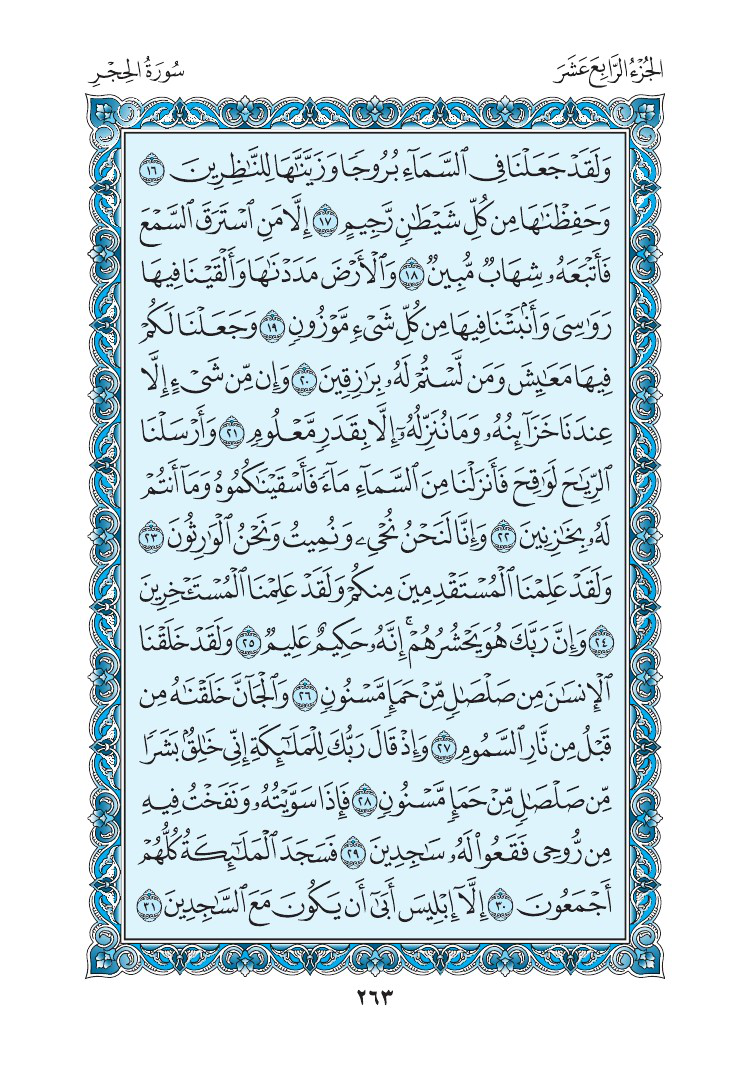 الجُزْءُ الرَّابِعَ عَشَرَ
سُورَةُ الحِجْرِ
وَلَقَدْ جَعَلْنَا فِى ٱلسَّمَآءِ بُرُوجًا وَزَيَّنَّـٰهَا لِلنَّـٰظِرِينَ ١٦
وَحَفِظْنَـٰهَا مِن كُلِّ شَيْطَـٰنٍ رَّجِيمٍ ١٧ إِلَّا مَنِ ٱسْتَرَقَ ٱلسَّمْعَ
فَأَتْبَعَهُۥ شِهَابٌ مُّبِينٌ ١٨ وَٱلْأَرْضَ مَدَدْنَـٰهَا وَأَلْقَيْنَا فِيهَا
رَوَٰسِىَ وَأَنۢبَتْنَا فِيهَا مِن كُلِّ شَىْءٍ مَّوْزُونٍ ١٩ وَجَعَلْنَا لَكُمْ
فِيهَا مَعَـٰيِشَ وَمَن لَّسْتُمْ لَهُۥ بِرَٰزِقِينَ ٢٠ وَإِن مِّن شَىْءٍ إِلَّا
عِندَنَا خَزَآئِنُهُۥ وَمَا نُنَزِّلُهُۥٓ إِلَّا بِقَدَرٍ مَّعْلُومٍ ٢١ وَأَرْسَلْنَا
ٱلرِّيَـٰحَ لَوَٰقِحَ فَأَنزَلْنَا مِنَ ٱلسَّمَآءِ مَآءً فَأَسْقَيْنَـٰكُمُوهُ وَمَآ أَنتُمْ
لَهُۥ بِخَـٰزِنِينَ ٢٢ وَإِنَّا لَنَحْنُ نُحْىِۦ وَنُمِيتُ وَنَحْنُ ٱلْوَٰرِثُونَ ٢٣
وَلَقَدْ عَلِمْنَا ٱلْمُسْتَقْدِمِينَ مِنكُمْ وَلَقَدْ عَلِمْنَا ٱلْمُسْتَـْٔخِرِينَ
٢٤ وَإِنَّ رَبَّكَ هُوَ يَحْشُرُهُمْ ۚ إِنَّهُۥ حَكِيمٌ عَلِيمٌ ٢٥ وَلَقَدْ خَلَقْنَا
ٱلْإِنسَـٰنَ مِن صَلْصَـٰلٍ مِّنْ حَمَإٍ مَّسْنُونٍ ٢٦ وَٱلْجَآنَّ خَلَقْنَـٰهُ مِن
قَبْلُ مِن نَّارِ ٱلسَّمُومِ ٢٧ وَإِذْ قَالَ رَبُّكَ لِلْمَلَـٰٓئِكَةِ إِنِّى خَـٰلِقٌۢ بَشَرًا
مِّن صَلْصَـٰلٍ مِّنْ حَمَإٍ مَّسْنُونٍ ٢٨ فَإِذَا سَوَّيْتُهُۥ وَنَفَخْتُ فِيهِ
مِن رُّوحِى فَقَعُوا۟ لَهُۥ سَـٰجِدِينَ ٢٩ فَسَجَدَ ٱلْمَلَـٰٓئِكَةُ كُلُّهُمْ
أَجْمَعُونَ ٣٠ إِلَّآ إِبْلِيسَ أَبَىٰٓ أَن يَكُونَ مَعَ ٱلسَّـٰجِدِينَ ٣١
٢٦٣